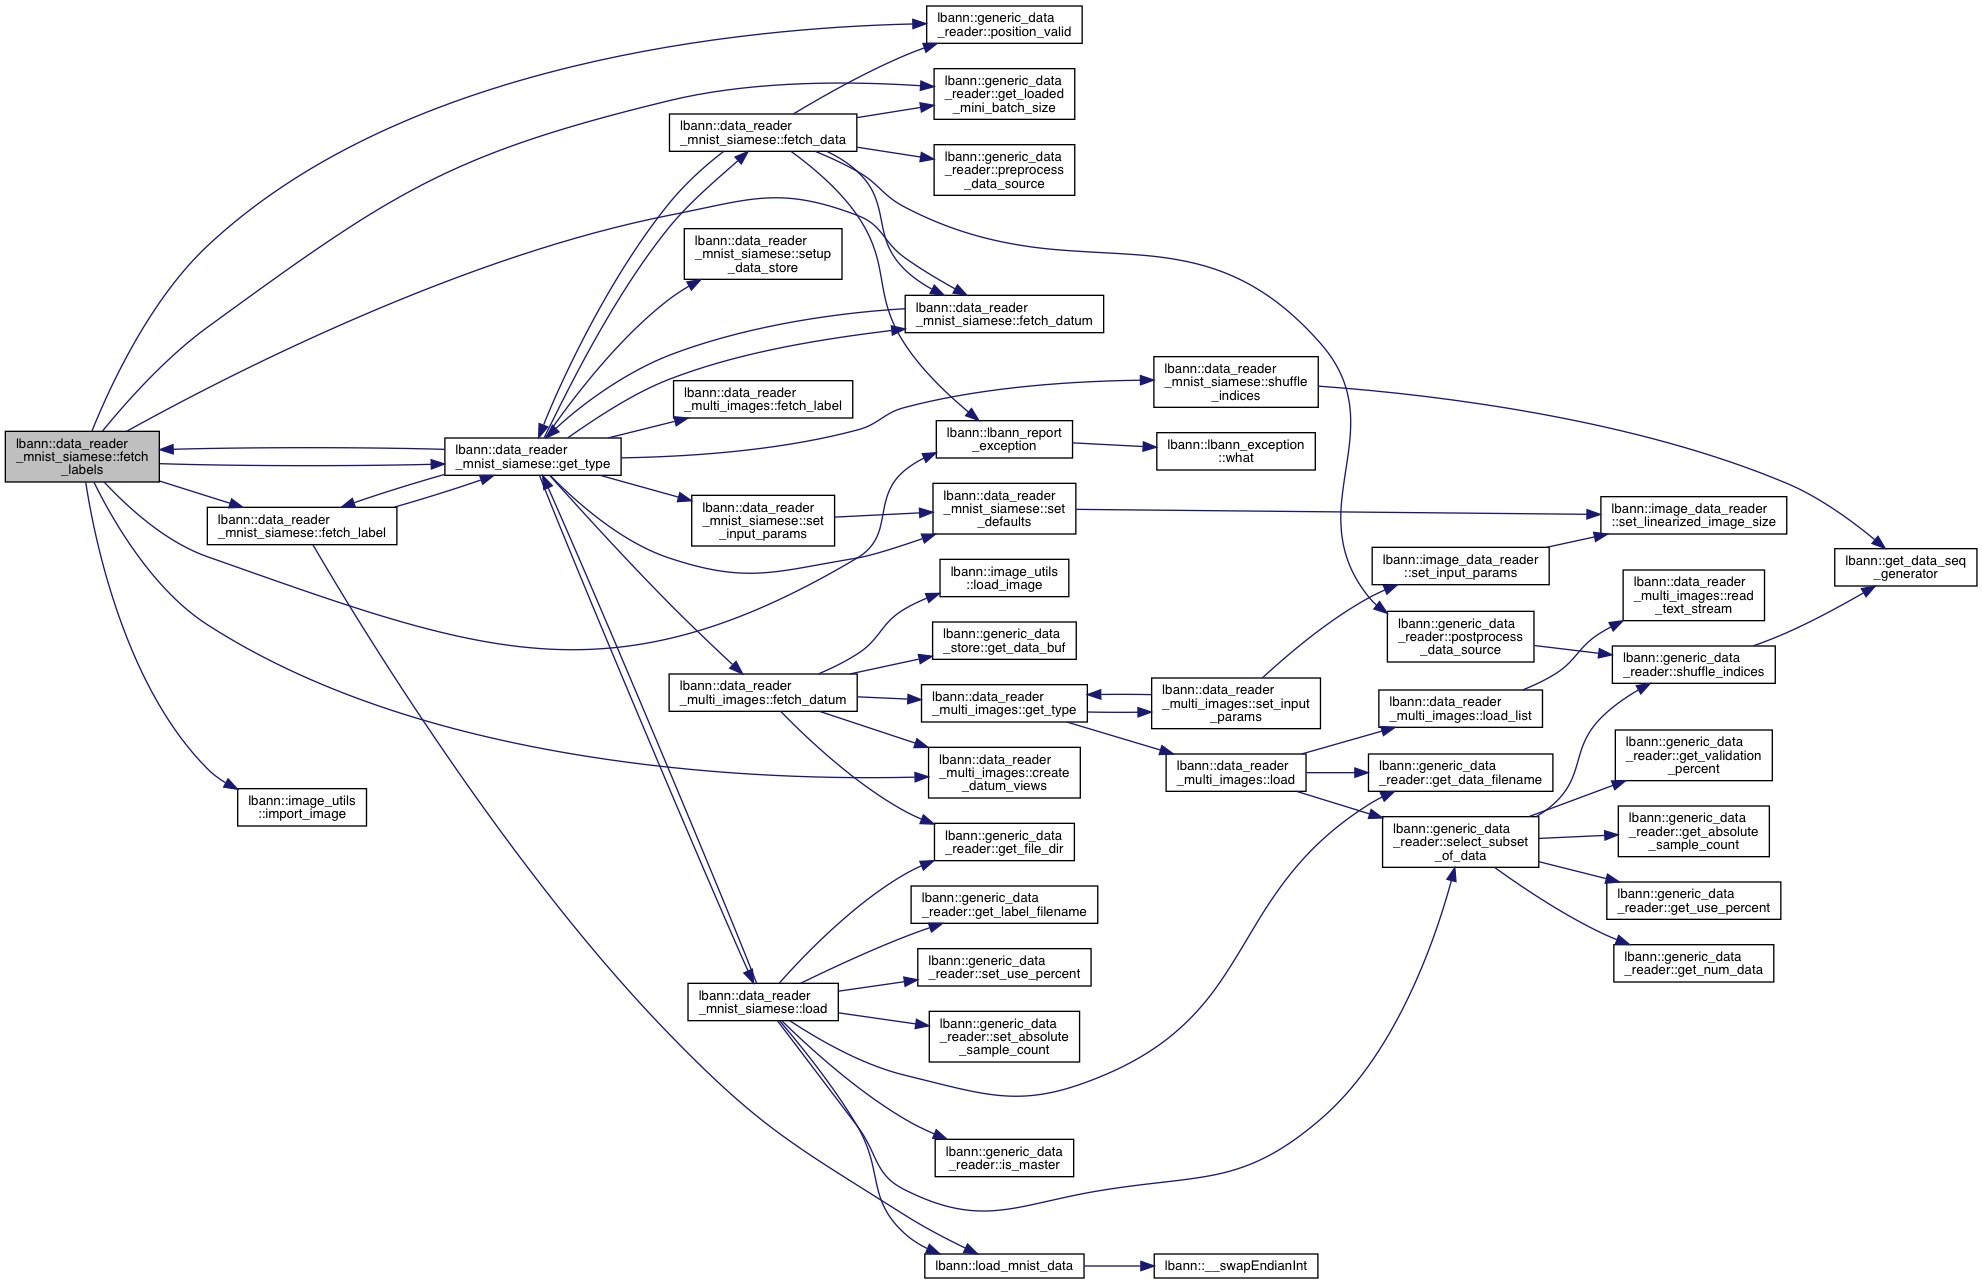 lbann::data_reader
_mnist_siamese::fetch
_labels
lbann::data_reader
_mnist_siamese::fetch_label
lbann::image_utils
::import_image
lbann::data_reader
_mnist_siamese::get_type
lbann::data_reader
_mnist_siamese::fetch_data
lbann::data_reader
_mnist_siamese::setup
_data_store
lbann::data_reader
_multi_images::fetch_label
lbann::data_reader
_mnist_siamese::set
_input_params
lbann::data_reader
_multi_images::fetch_datum
lbann::data_reader
_mnist_siamese::load
lbann::generic_data
_reader::position_valid
lbann::generic_data
_reader::get_loaded
_mini_batch_size
lbann::generic_data
_reader::preprocess
_data_source
lbann::data_reader
_mnist_siamese::fetch_datum
lbann::lbann_report
_exception
lbann::data_reader
_mnist_siamese::set
_defaults
lbann::image_utils
::load_image
lbann::generic_data
_store::get_data_buf
lbann::data_reader
_multi_images::get_type
lbann::data_reader
_multi_images::create
_datum_views
lbann::generic_data
_reader::get_file_dir
lbann::generic_data
_reader::get_label_filename
lbann::generic_data
_reader::set_use_percent
lbann::generic_data
_reader::set_absolute
_sample_count
lbann::generic_data
_reader::is_master
lbann::load_mnist_data
lbann::data_reader
_mnist_siamese::shuffle
_indices
lbann::lbann_exception
::what
lbann::data_reader
_multi_images::set_input
_params
lbann::data_reader
_multi_images::load
lbann::__swapEndianInt
lbann::image_data_reader
::set_input_params
lbann::generic_data
_reader::postprocess
_data_source
lbann::data_reader
_multi_images::load_list
lbann::generic_data
_reader::get_data_filename
lbann::generic_data
_reader::select_subset
_of_data
lbann::image_data_reader
::set_linearized_image_size
lbann::data_reader
_multi_images::read
_text_stream
lbann::generic_data
_reader::shuffle_indices
lbann::generic_data
_reader::get_validation
_percent
lbann::generic_data
_reader::get_absolute
_sample_count
lbann::generic_data
_reader::get_use_percent
lbann::generic_data
_reader::get_num_data
lbann::get_data_seq
_generator